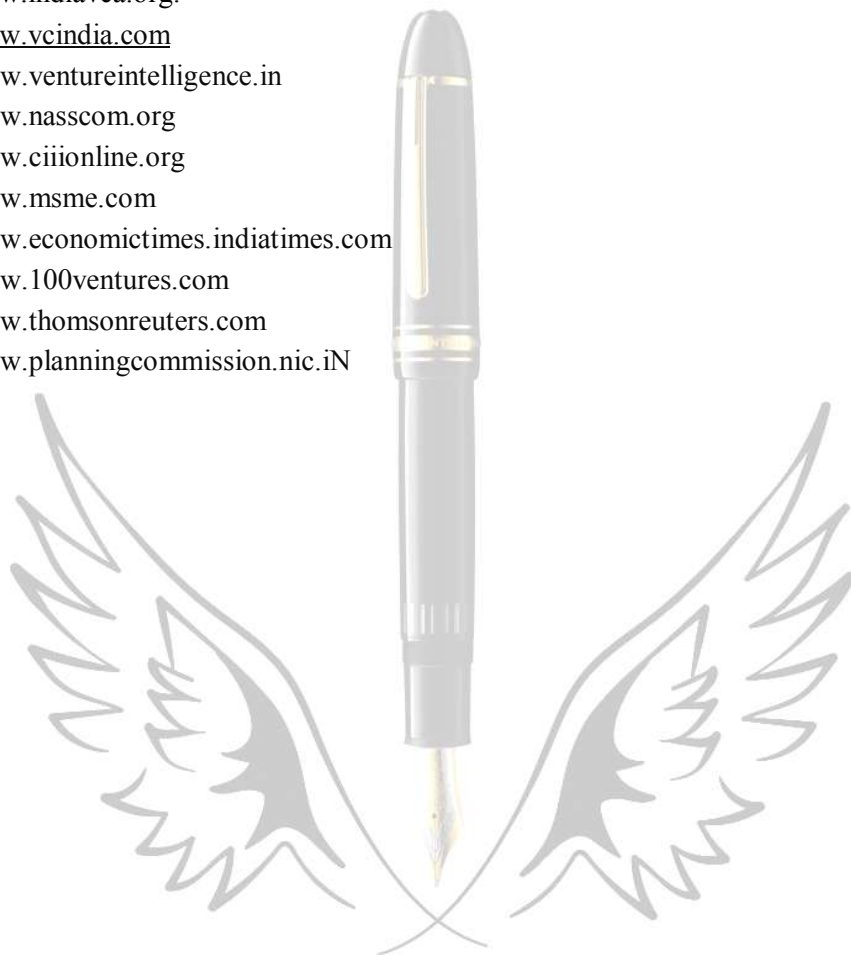 w.vcindia.com
w.ventureintelligence.in
w.nasscom.org
w.ciiionline.org
w.msme.com
w.economictimes.indiatimes.com
w.100ventures.com
w.thomsonreuters.com
w.planningcommission.nic.iN